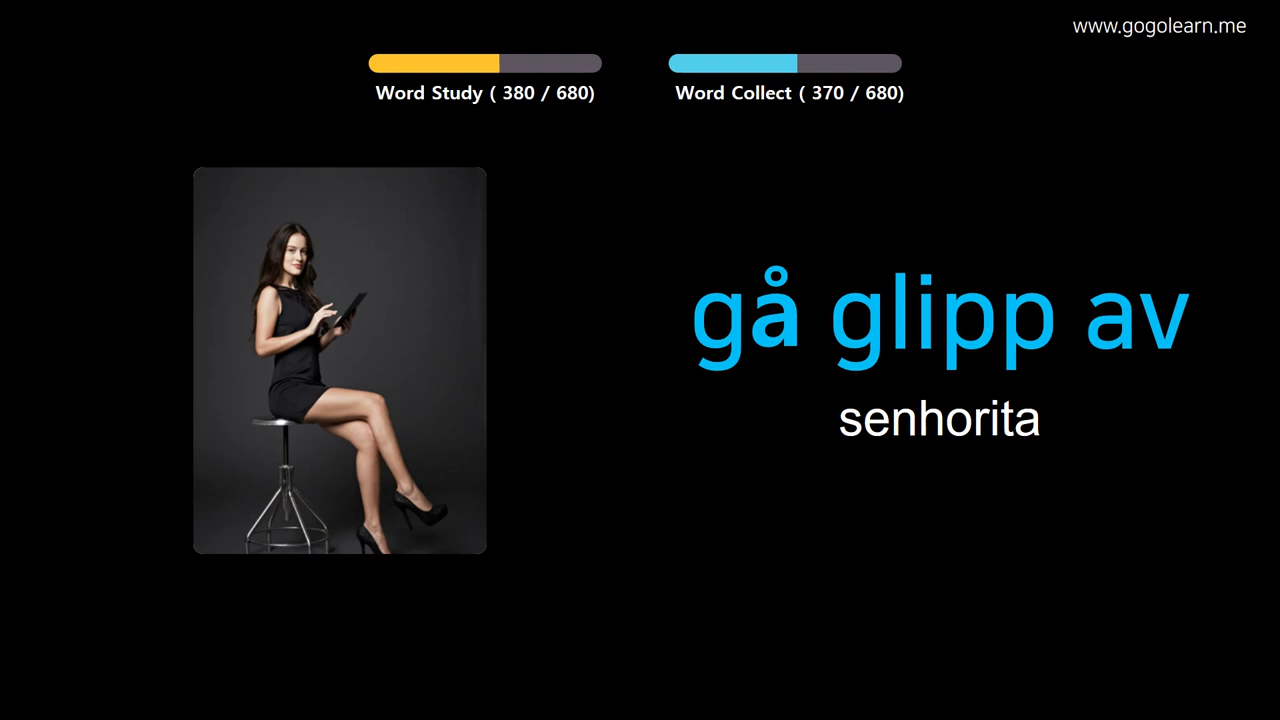 www.gogolearn.me
Word Study ( 380 / 680)
Word Collect ( 370 / 680)
gå glipp av
senhorita